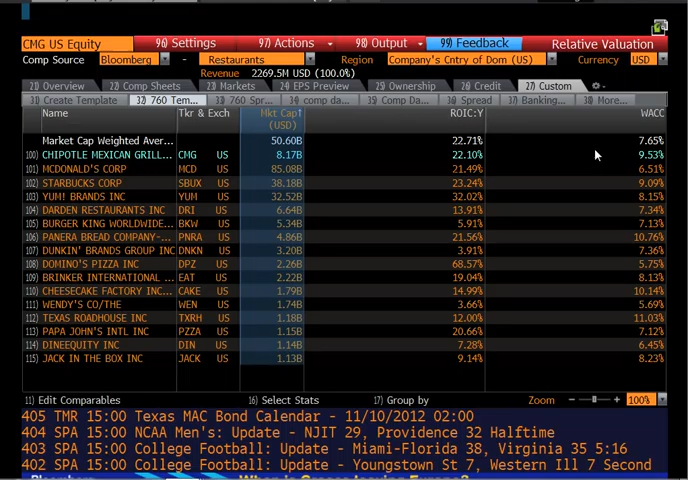 CMG US Equity 96) Settings 97) Actions 98) Output 99) Feedback Relative Valuation
Comp Source Bloomberg - Restaurants Region Company's Cntry of Dom (US) Currency USD
Revenue 2269.5M USD (100.0%)
21) Overview 22) Comp Sheets 23) Markets 24) EPS Preview 25) Ownership 26) Credit 27) Custom
31) Create Template 32) 760 Tem... 33) 760 Spr... 34) comp da... 35) Comp Da... 36) Spread 37) Banking... 38) More...
Name Tkr & Exch Mkt Cap↑ ROIC:Y WACC
(USD)
Market Cap Weighted Aver... 50.60B 22.71% 7.65%
100) CHIPOTLE MEXICAN GRILL... CMG US 8.17B 22.10% 9.53%
101) MCDONALD'S CORP MCD US 85.08B 21.49% 6.51%
102) STARBUCKS CORP SBUX US 38.18B 23.24% 9.09%
103) YUM! BRANDS INC YUM US 32.52B 32.02% 8.15%
104) DARDEN RESTAURANTS INC DRI US 6.64B 13.91% 7.34%
105) BURGER KING WORLDWIDE... BKW US 5.34B 5.91% 7.13%
106) PANERA BREAD COMPANY-... PNRA US 4.86B 21.56% 10.76%
107) DUNKIN' BRANDS GROUP INC DNKN US 3.20B 3.91% 7.36%
108) DOMINO'S PIZZA INC DPZ US 2.26B 68.57% 5.75%
109) BRINKER INTERNATIONAL ... EAT US 2.22B 19.04% 8.13%
110) CHEESECAKE FACTORY INC... CAKE US 1.79B 14.99% 10.14%
111) WENDY'S CO/THE WEN US 1.74B 3.66% 5.69%
112) TEXAS ROADHOUSE INC TXRH US 1.18B 12.00% 11.03%
113) PAPA JOHN'S INTL INC PZZA US 1.15B 20.66% 7.12%
114) DINEEQUITY INC DIN US 1.14B 7.28% 6.45%
115) JACK IN THE BOX INC JACK US 1.13B 9.14% 8.23%
11) Edit Comparables 16) Select Stats 17) Group by Zoom - + 100%
405 TMR 15:00 Texas MAC Bond Calendar - 11/10/2012 02:00
404 SPA 15:00 NCAA Men's: Update - NJIT 29, Providence 32 Halftime
403 SPA 15:00 College Football: Update - Miami-Florida 38, Virginia 35 5:16
402 SPA 15:00 College Football: Update - Youngstown St 7, Western Ill 7 Second
Bloomberg